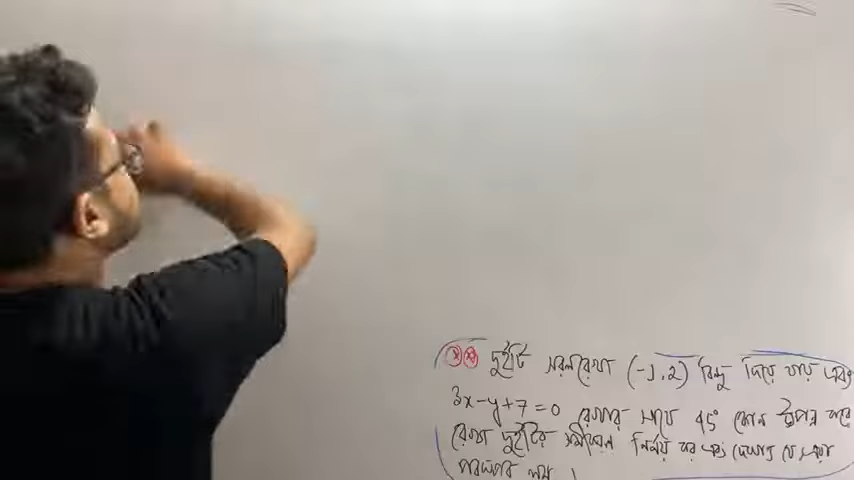 ** দুইটি সরলরেখা (-1,2) বিন্দু দিয়ে যায় এবং
3x-y+7=0 রেখার সাথে 45° কোন উৎপন্ন করে
রেখা দুইটির সমীকরণ নির্ণয় কর এবং দেখাও যে এরা
পরস্পর লম্ব ।